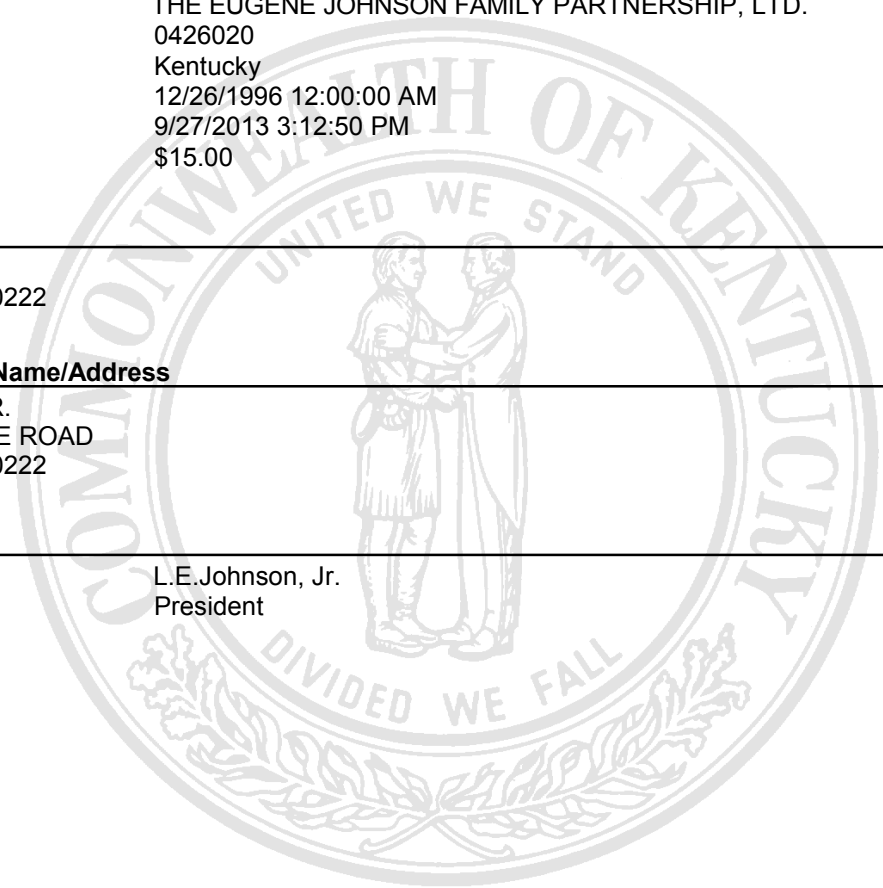 THE EUGENE JOHNSON FAMILY PARTNERSHIP, LTD.
0426020
Kentucky
12/26/1996 12:00:00 AM
9/27/2013 3:12:50 PM
$15.00
COMMONWEALTH OF KENTUCKY
UNITED WE STAND
0222
Name/Address
R.
E ROAD
0222
L.E.Johnson, Jr.
President
DIVIDED WE FALL